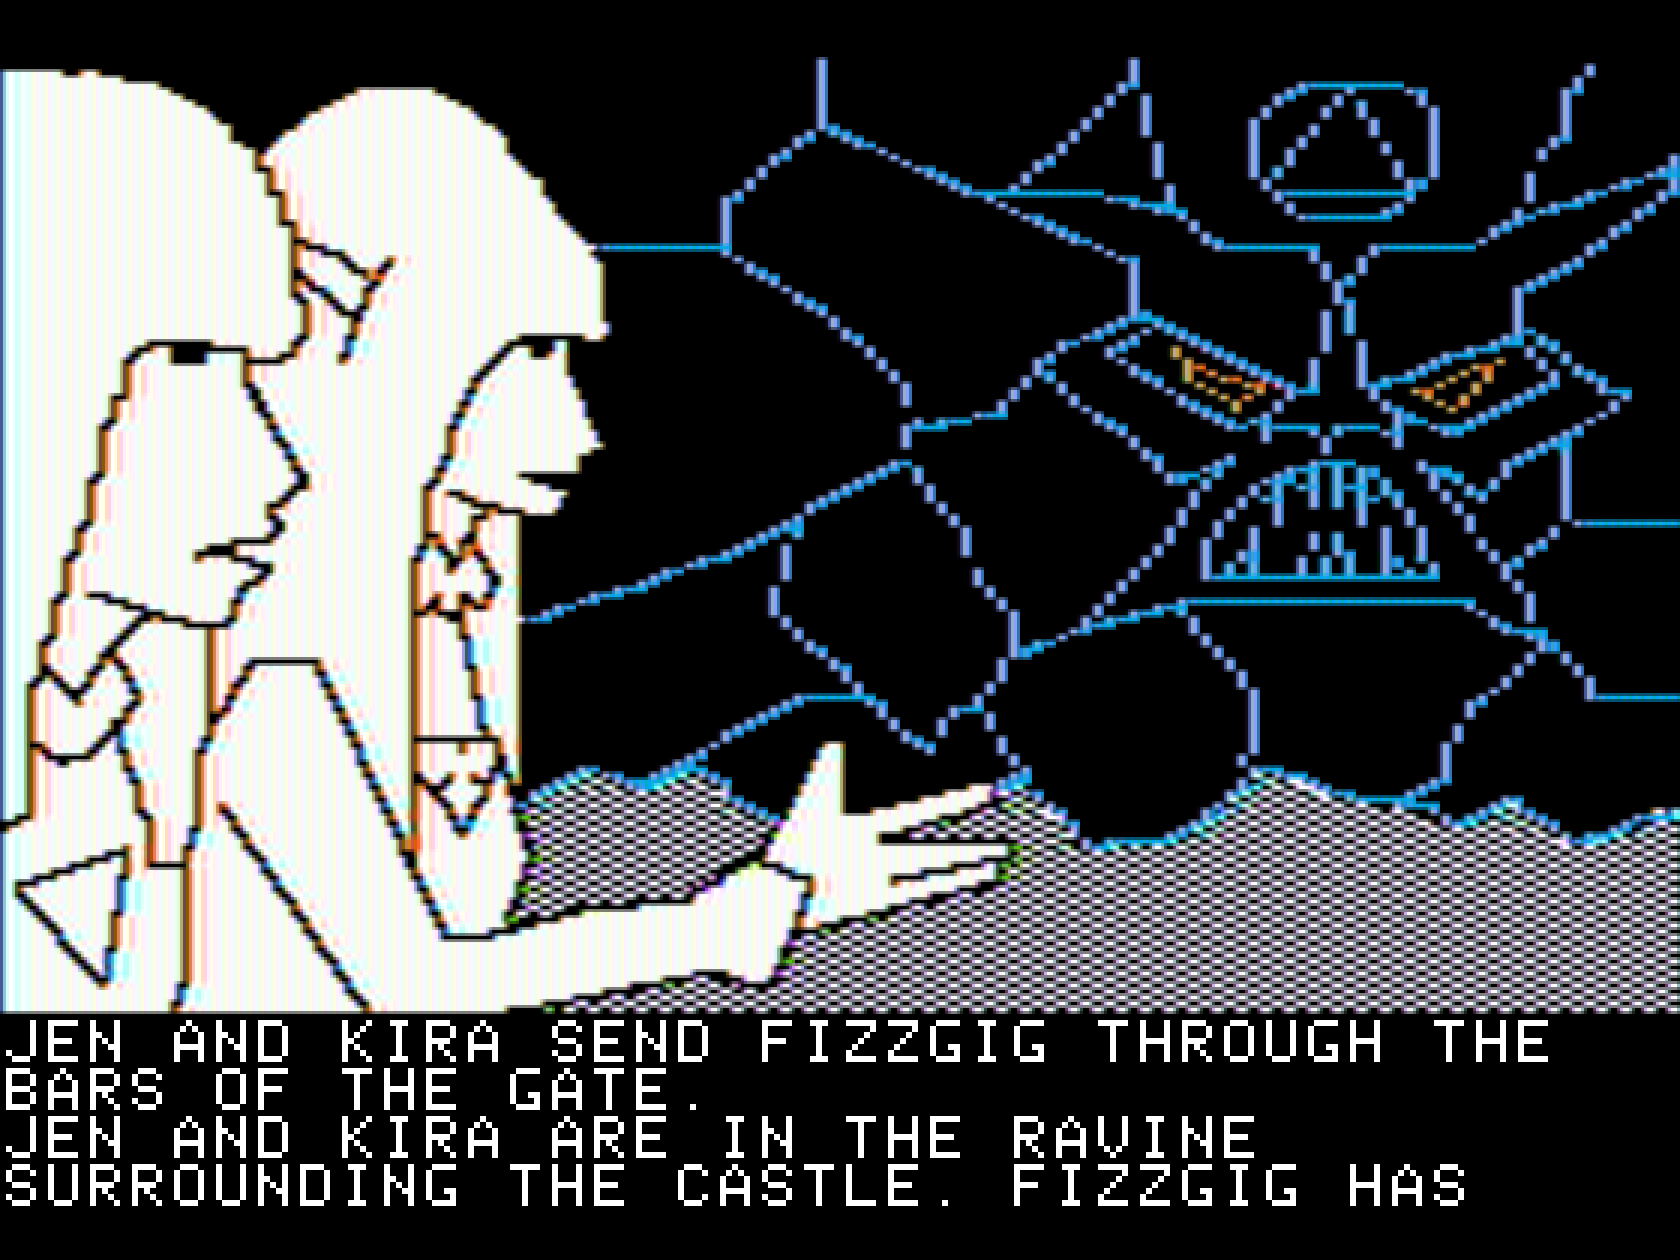 JEN AND KIRA SEND FIZZGIG THROUGH THE
BARS OF THE GATE.
JEN AND KIRA ARE IN THE RAVINE
SURROUNDING THE CASTLE. FIZZGIG HAS